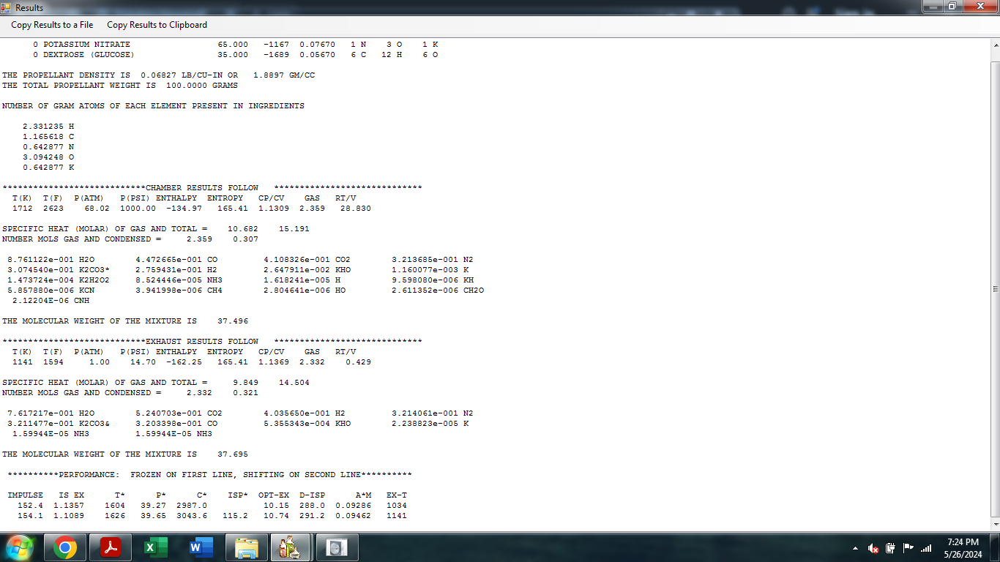 Results
Copy Results to a File Copy Results to Clipboard
0 POTASSIUM NITRATE 65.000 -1167 0.07670 1 N 3 O 1 K
0 DEXTROSE (GLUCOSE) 35.000 -1689 0.05670 6 C 12 H 6 O
THE PROPELLANT DENSITY IS 0.06827 LB/CU-IN OR 1.8897 GM/CC
THE TOTAL PROPELLANT WEIGHT IS 100.0000 GRAMS
NUMBER OF GRAM ATOMS OF EACH ELEMENT PRESENT IN INGREDIENTS
2.331235 H
1.165618 C
0.642877 N
3.094248 O
0.642877 K
****************************CHAMBER RESULTS FOLLOW *****************************
T(K) T(F) P(ATM) P(PSI) ENTHALPY ENTROPY CP/CV GAS RT/V
1712 2623 68.02 1000.00 -134.97 165.41 1.1309 2.359 28.830
SPECIFIC HEAT (MOLAR) OF GAS AND TOTAL = 10.682 15.191
NUMBER MOLS GAS AND CONDENSED = 2.359 0.307
8.761122e-001 H2O 4.472665e-001 CO 4.108326e-001 CO2 3.213685e-001 N2
3.074540e-001 K2CO3* 2.759431e-001 H2 2.647911e-002 KHO 1.160077e-003 K
1.473724e-004 K2H2O2 8.524446e-005 NH3 1.618241e-005 H 9.598080e-006 KH
5.857880e-006 KCN 3.941998e-006 CH4 2.804641e-006 HO 2.611352e-006 CH2O
2.12204E-06 CNH
THE MOLECULAR WEIGHT OF THE MIXTURE IS 37.496
****************************EXHAUST RESULTS FOLLOW *****************************
T(K) T(F) P(ATM) P(PSI) ENTHALPY ENTROPY CP/CV GAS RT/V
1141 1594 1.00 14.70 -162.25 165.41 1.1369 2.332 0.429
SPECIFIC HEAT (MOLAR) OF GAS AND TOTAL = 9.849 14.504
NUMBER MOLS GAS AND CONDENSED = 2.332 0.321
7.617217e-001 H2O 5.240703e-001 CO2 4.035650e-001 H2 3.214061e-001 N2
3.211477e-001 K2CO3& 3.203398e-001 CO 5.355343e-004 KHO 2.238823e-005 K
1.59944E-05 NH3 1.59944E-05 NH3
THE MOLECULAR WEIGHT OF THE MIXTURE IS 37.695
**********PERFORMANCE: FROZEN ON FIRST LINE, SHIFTING ON SECOND LINE**********
IMPULSE IS EX T* P* C* ISP* OPT-EX D-ISP A*M EX-T
152.4 1.1357 1604 39.27 2987.0 10.15 288.0 0.09286 1034
154.1 1.1089 1626 39.65 3043.6 115.2 10.74 291.2 0.09462 1141
7:24 PM
5/26/2024